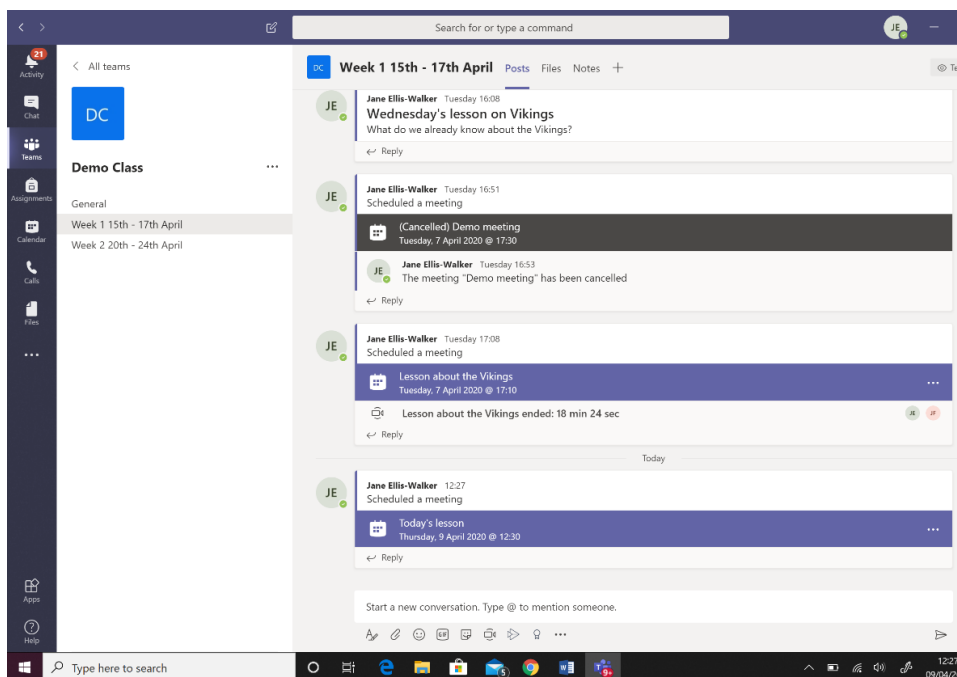 Search for or type a command
JE
21
Activity
Chat
Teams
Assignments
Calendar
Calls
Files
Apps
Help
All teams
DC
Demo Class
General
Week 1 15th - 17th April
Week 2 20th - 24th April
DC Week 1 15th - 17th April Posts Files Notes
JE
Jane Ellis-Walker Tuesday 16:08
Wednesday's lesson on Vikings
What do we already know about the Vikings?
Reply
JE
Jane Ellis-Walker Tuesday 16:51
Scheduled a meeting
(Cancelled) Demo meeting
Tuesday, 7 April 2020 @ 17:30
JE
Jane Ellis-Walker Tuesday 16:53
The meeting "Demo meeting" has been cancelled
Reply
JE
Jane Ellis-Walker Tuesday 17:08
Scheduled a meeting
Lesson about the Vikings
Tuesday, 7 April 2020 @ 17:10
Lesson about the Vikings ended: 18 min 24 sec JE JF
Reply
Today
JE
Jane Ellis-Walker 12:27
Scheduled a meeting
Today's lesson
Thursday, 9 April 2020 @ 12:30
Reply
Start a new conversation. Type @ to mention someone.
GIF
Type here to search
5
9+
12:27
09/04/2